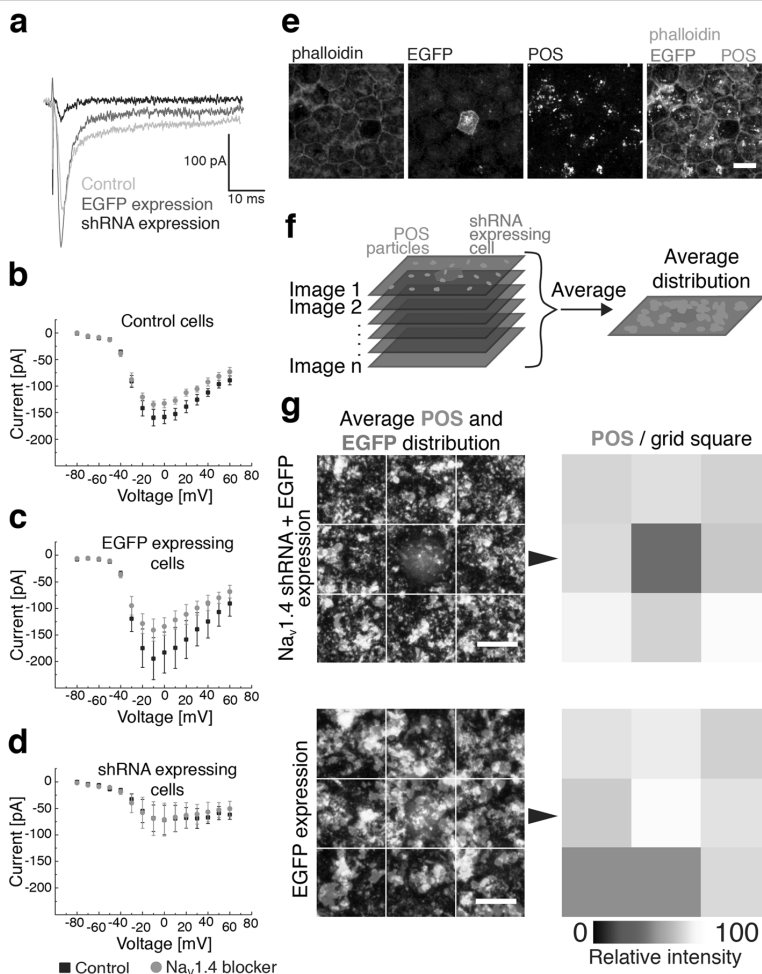 a
100 pA
10 ms
Control
EGFP expression
shRNA expression
b
Control cells
Current [pA]
0
-50
-100
-150
-200
-80 -60 -40 -20 0 20 40 60 80
Voltage [mV]
c
EGFP expressing
cells
Current [pA]
0
-50
-100
-150
-200
-80 -60 -40 -20 0 20 40 60 80
Voltage [mV]
d
shRNA expressing
cells
Current [pA]
0
-50
-100
-150
-200
-80 -60 -40 -20 0 20 40 60 80
Voltage [mV]
Control Nav1.4 blocker
e
phalloidin EGFP POS phalloidin
EGFP POS
f
POS
particles
shRNA
expressing
cell
Image 1
Image 2
.
.
.
Image n
Average
Average
distribution
g
Average POS and
EGFP distribution
POS / grid square
Nav1.4 shRNA + EGFP
expression
EGFP expression
0 100
Relative intensity